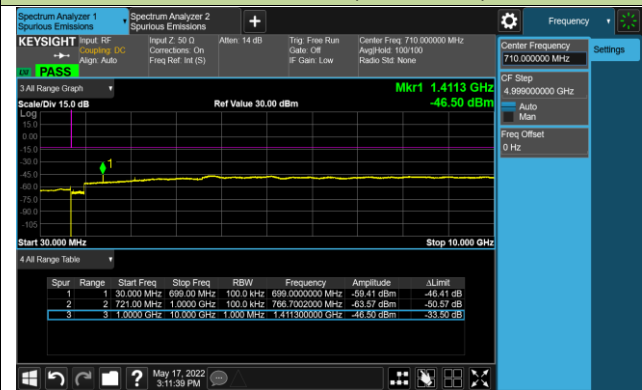 Spectrum Analyzer 1
Spurious Emissions
Spectrum Analyzer 2
Spurious Emissions
+
Frequency
KEYSIGHT
Input: RF
Coupling: DC
Align: Auto
Input Z: 50 Ω
Corrections: On
Freq Ref: Int (S)
Atten: 14 dB
Trig: Free Run
Gate: Off
IF Gain: Low
Center Freq: 710.000000 MHz
Avg|Hold: 100/100
Radio Std: None
PASS
Center Frequency
710.000000 MHz
Settings
CF Step
4.999000000 GHz
Auto
Man
Freq Offset
0 Hz
3 All Range Graph
Mkr1 1.4113 GHz
Scale/Div 15.0 dB
Ref Value 30.00 dBm
-46.50 dBm
Log
15.0
0.00
-15.0
-30.0
-45.0
-60.0
-75.0
-90.0
-105
1
Start 30.000 MHz
Stop 10.000 GHz
4 All Range Table
Spur Range Start Freq Stop Freq RBW Frequency Amplitude ΔLimit
1 1 30.000 MHz 699.00 MHz 100.0 kHz 699.0000000 MHz -59.41 dBm -46.41 dB
2 2 721.00 MHz 1.0000 GHz 100.0 kHz 766.7002000 MHz -63.57 dBm -50.57 dB
3 3 1.0000 GHz 10.000 GHz 1.000 MHz 1.411300000 GHz -46.50 dBm -33.50 dB
?
May 17, 2022
3:11:39 PM